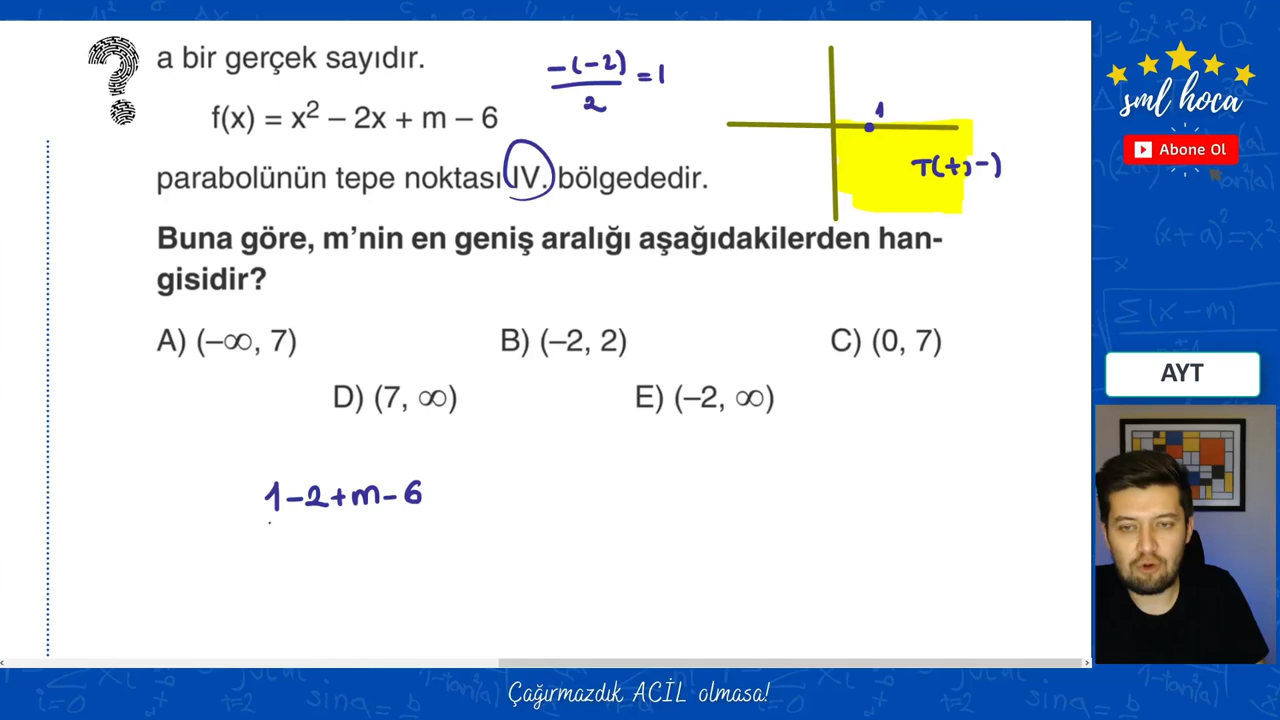 a bir gerçek sayıdır.
f(x) = x² – 2x + m – 6
parabolünün tepe noktası IV. bölgededir.
Buna göre, m’nin en geniş aralığı aşağıdakilerden han-
gisidir?
A) (–∞, 7)
B) (–2, 2)
C) (0, 7)
D) (7, ∞)
E) (–2, ∞)
-(-2)
2
=1
1
T(+,-)
1-2+m-6
sml hoca
Abone Ol
AYT
Çağırmazdık ACİL olmasa!